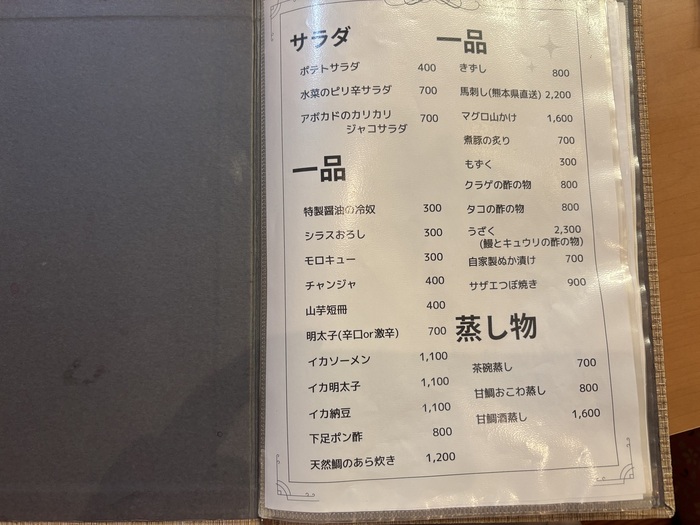 サラダ
ポテトサラダ 400
水菜のピリ辛サラダ 700
アボカドのカリカリ
ジャコサラダ 700
一品
特製醤油の冷奴 300
シラスおろし 300
モロキュー 300
チャンジャ 400
山芋短冊 400
明太子(辛口or激辛) 700
イカソーメン 1,100
イカ明太子 1,100
イカ納豆 1,100
下足ポン酢 800
天然鯛のあら炊き 1,200
一品
きずし 800
馬刺し(熊本県直送) 2,200
マグロ山かけ 1,600
煮豚の炙り 700
もずく 300
クラゲの酢の物 800
タコの酢の物 800
うざく 2,300
(鰻とキュウリの酢の物)
自家製ぬか漬け 700
サザエつぼ焼き 900
蒸し物
茶碗蒸し 700
甘鯛おこわ蒸し 800
甘鯛酒蒸し 1,600